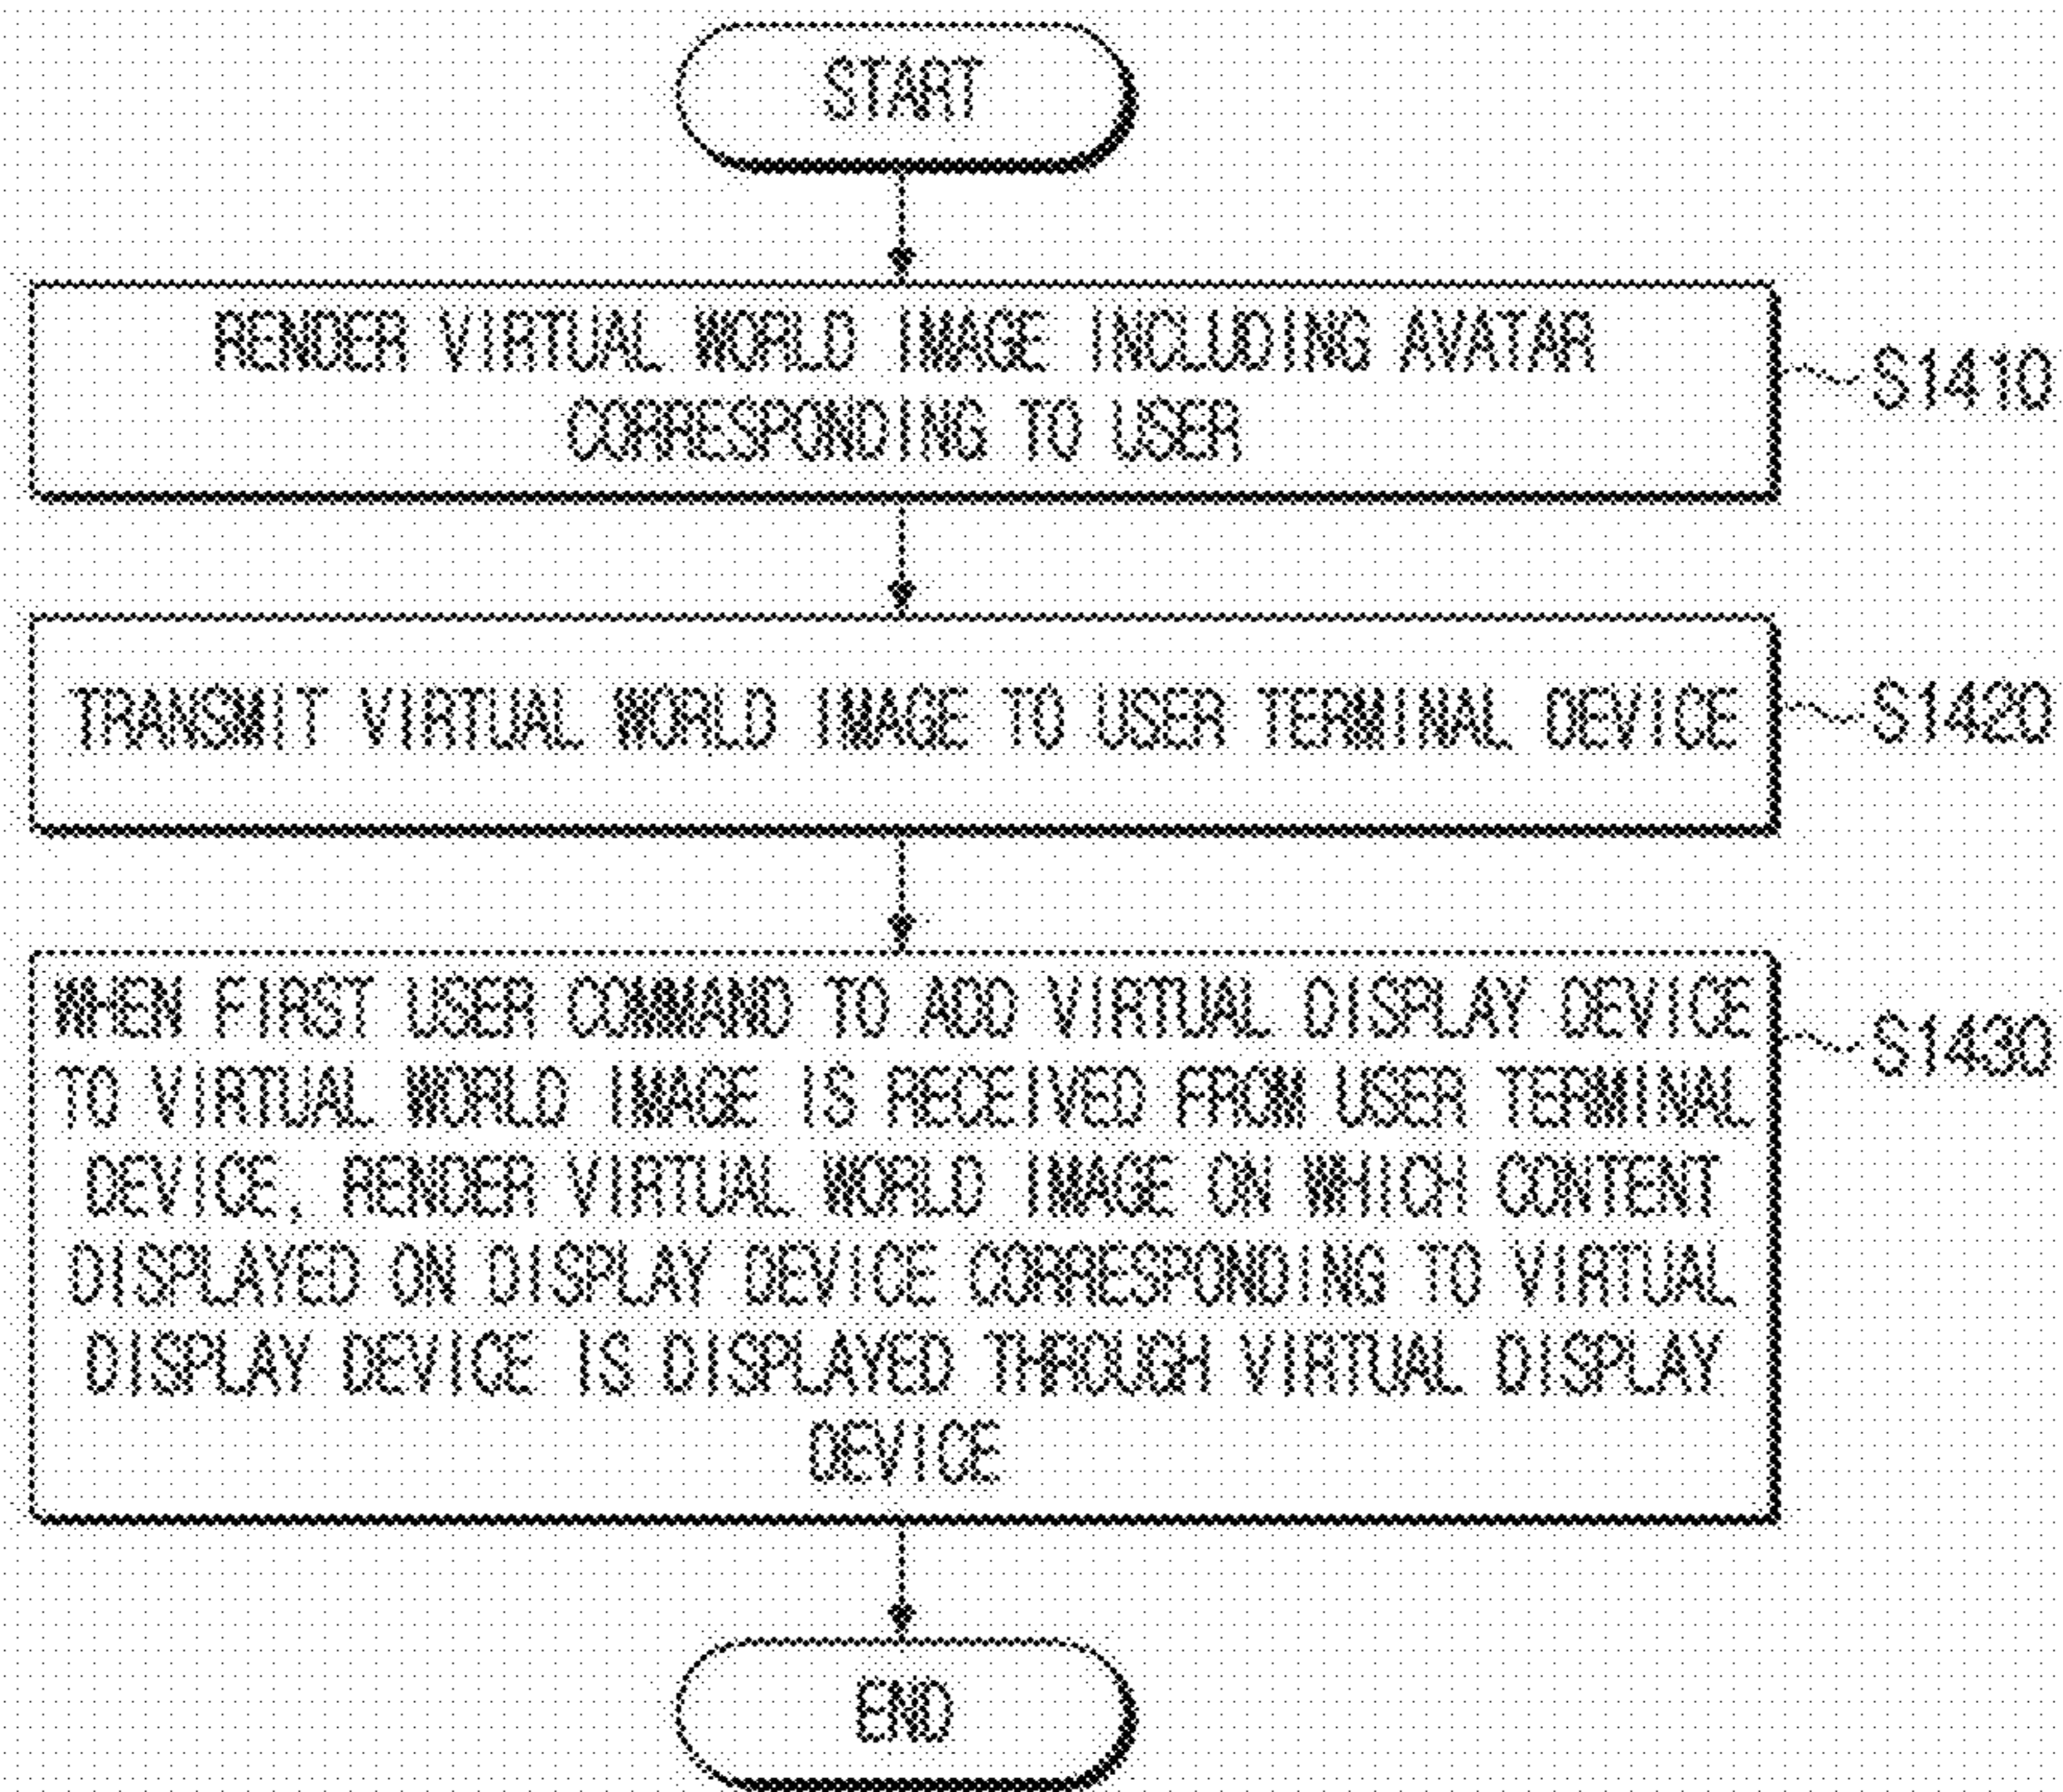 START
RENDER VIRTUAL WORLD IMAGE INCLUDING AVATAR
CORRESPONDING TO USER
S1410
TRANSMIT VIRTUAL WORLD IMAGE TO USER TERMINAL DEVICE
S1420
WHEN FIRST USER COMMAND TO ADD VIRTUAL DISPLAY DEVICE
TO VIRTUAL WORLD IMAGE IS RECEIVED FROM USER TERMINAL
DEVICE, RENDER VIRTUAL WORLD IMAGE ON WHICH CONTENT
DISPLAYED ON DISPLAY DEVICE CORRESPONDING TO VIRTUAL
DISPLAY DEVICE IS DISPLAYED THROUGH VIRTUAL DISPLAY
DEVICE
S1430
END